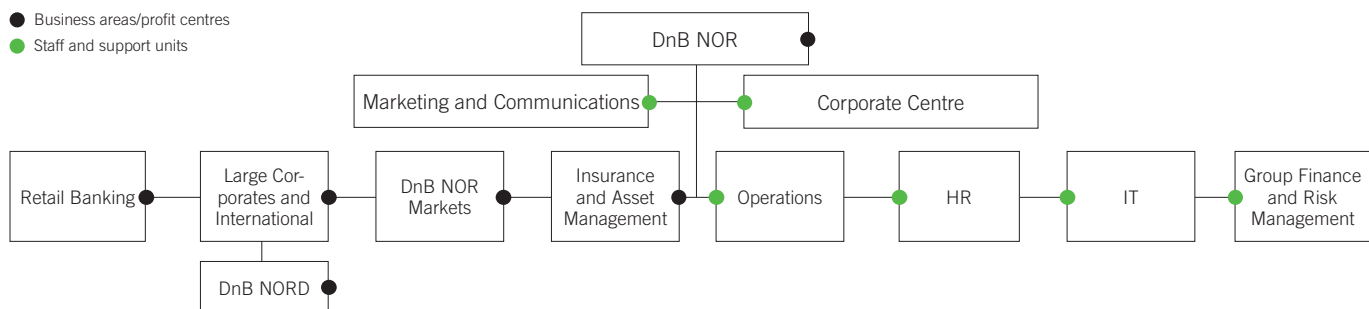 Business areas/profit centres
Staff and support units
DnB NOR
Marketing and Communications
Corporate Centre
Retail Banking
Large Cor-
porates and
International
DnB NOR
Markets
Insurance
and Asset
Management
Operations
HR
IT
Group Finance
and Risk
Management
DnB NORD